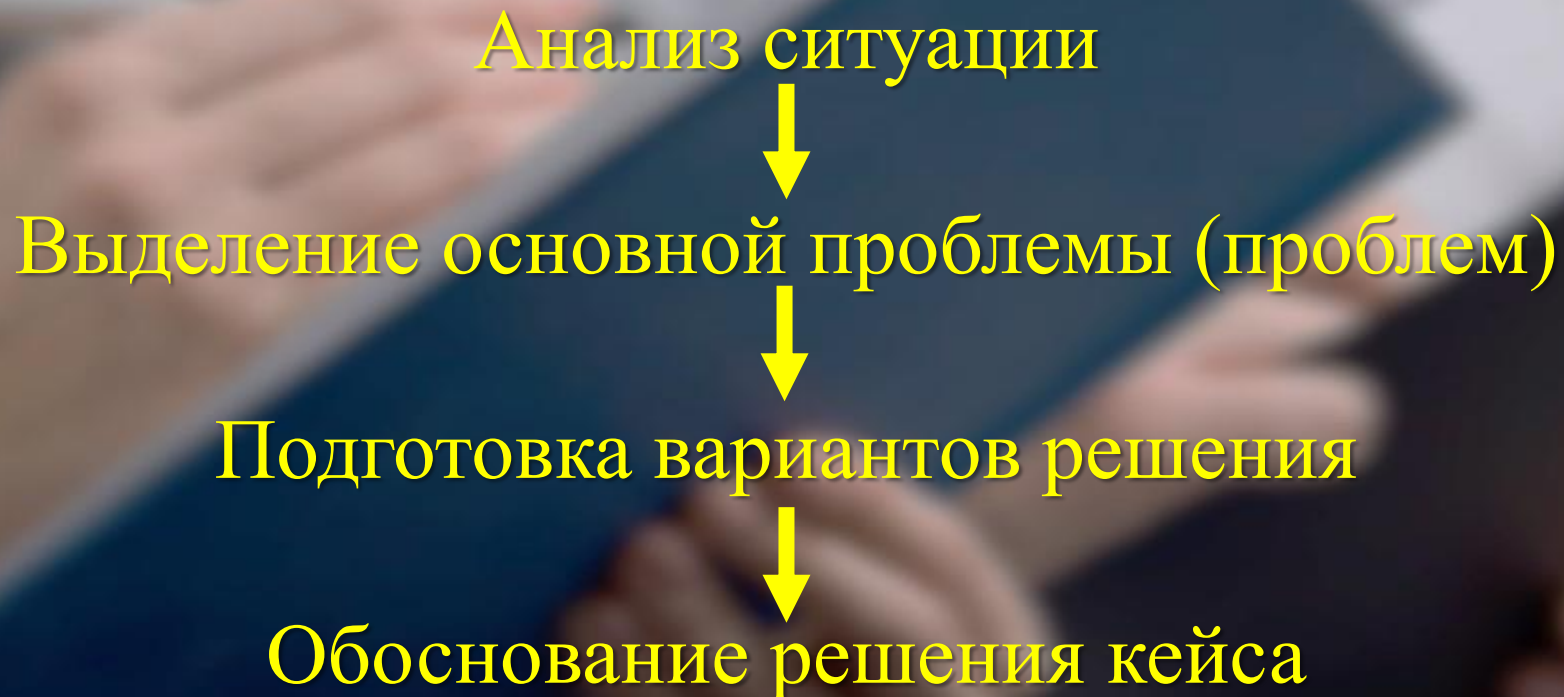 Анализ ситуации
Выделение основной проблемы (проблем)
Подготовка вариантов решения
Обоснование решения кейса